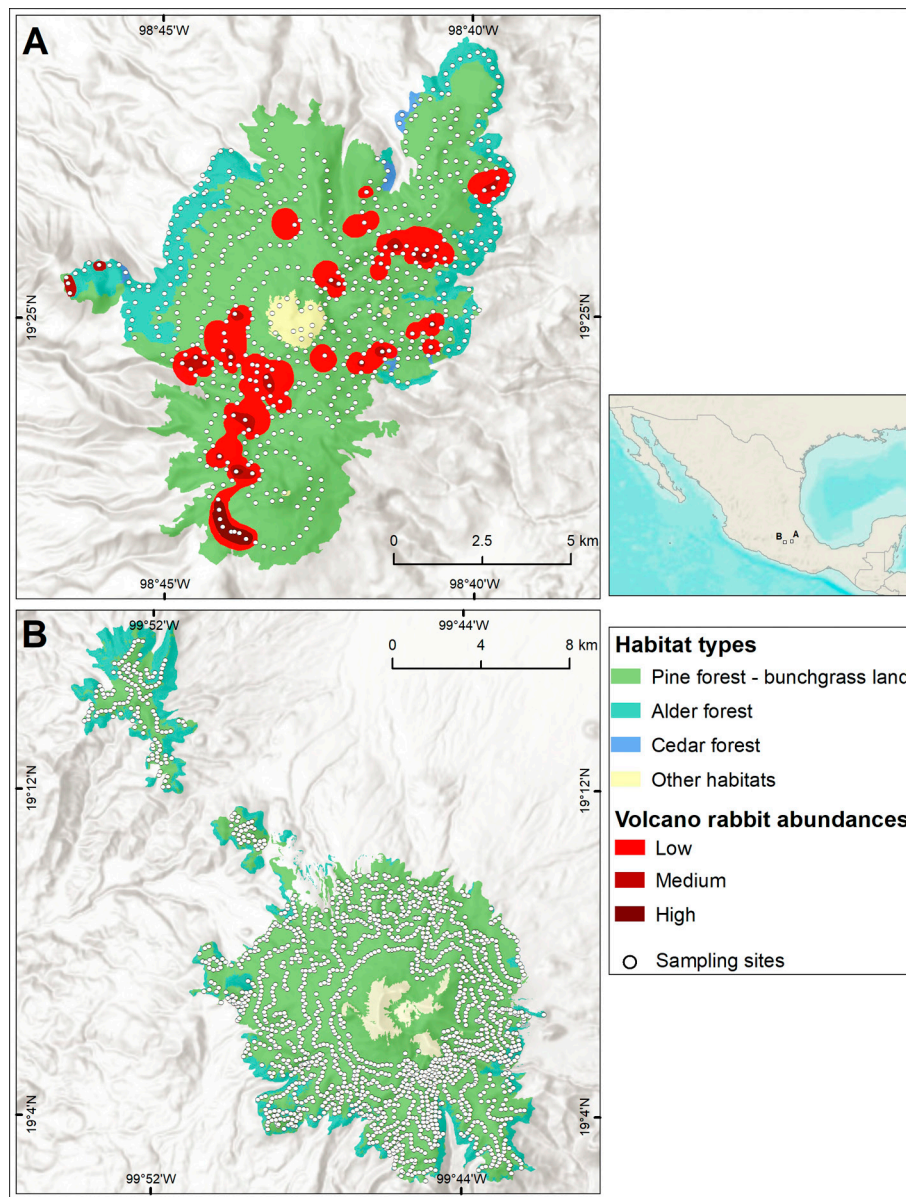 A
98°45'W
98°40'W
19°25'N
19°25'N
0 2.5 5 km
98°45'W
98°40'W
B A
B
99°52'W
99°44'W
0 4 8 km
19°12'N
19°12'N
19°4'N
19°4'N
99°52'W
99°44'W
Habitat types
Pine forest - bunchgrass land
Alder forest
Cedar forest
Other habitats
Volcano rabbit abundances
Low
Medium
High
Sampling sites